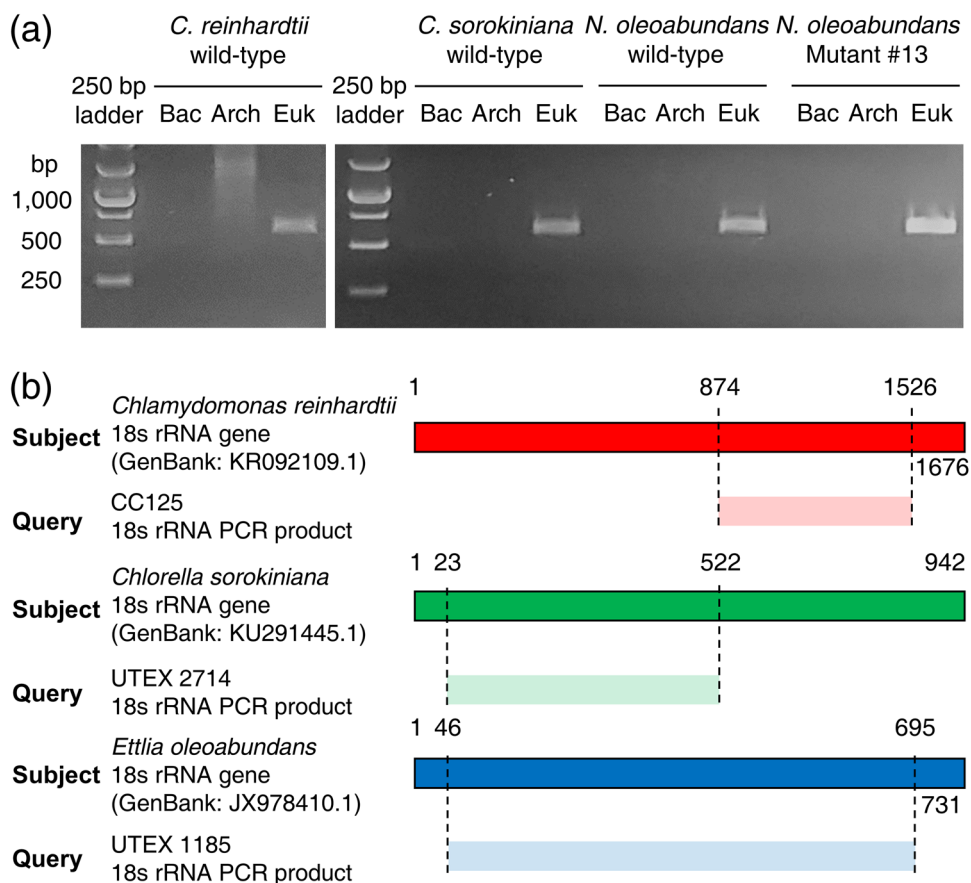 (a)
C. reinhardtii C. sorokiniana N. oleoabundans N. oleoabundans
wild-type wild-type wild-type Mutant #13
250 bp 250 bp
ladder Bac Arch Euk ladder Bac Arch Euk Bac Arch Euk Bac Arch Euk
bp
1,000
500
250
(b)
1 874 1526
Chlamydomonas reinhardtii
Subject 18s rRNA gene
(GenBank: KR092109.1) 1676
CC125
Query 18s rRNA PCR product
1 23 522 942
Chlorella sorokiniana
Subject 18s rRNA gene
(GenBank: KU291445.1)
UTEX 2714
Query 18s rRNA PCR product
1 46 695
Ettlia oleoabundans
Subject 18s rRNA gene
(GenBank: JX978410.1) 731
UTEX 1185
Query 18s rRNA PCR product